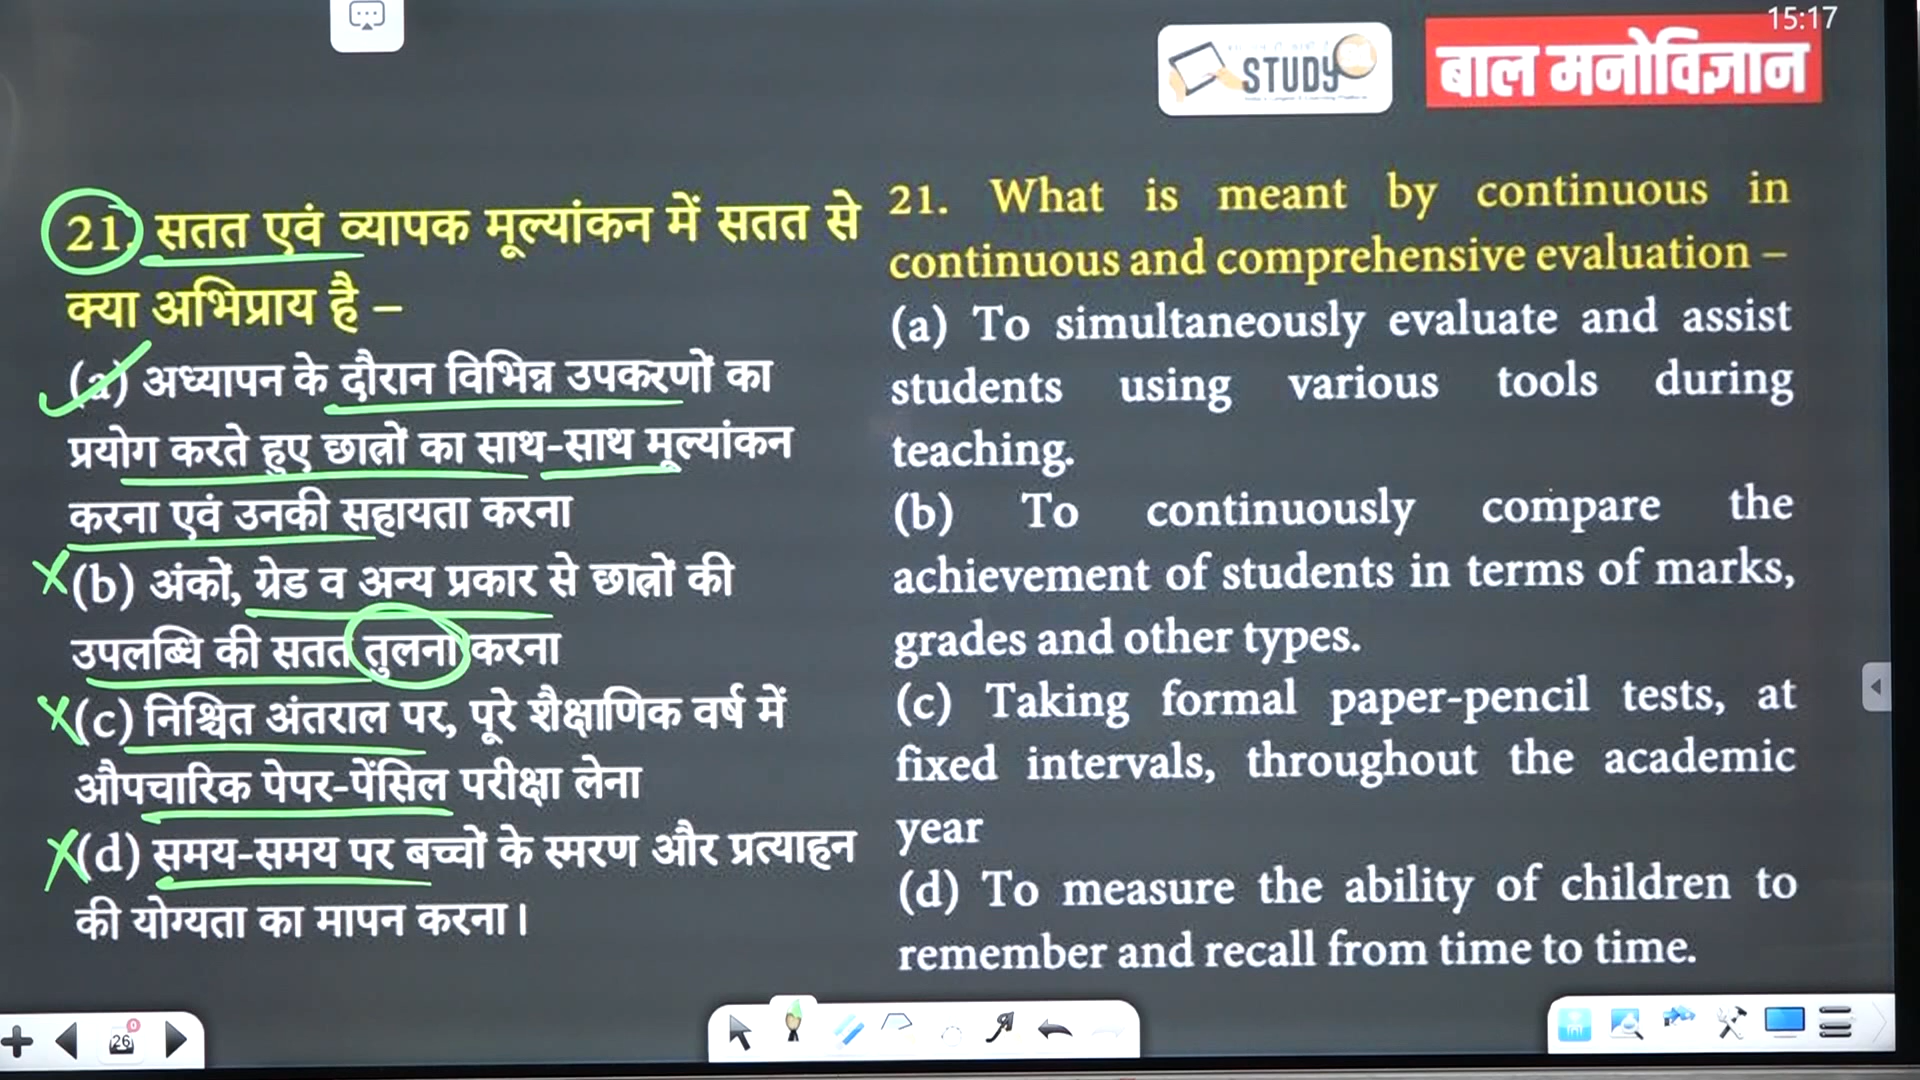 15:17
STUDY
बाल मनोविज्ञान
21. सतत एवं व्यापक मूल्यांकन में सतत से
क्या अभिप्राय है –
(a) अध्यापन के दौरान विभिन्न उपकरणों का
प्रयोग करते हुए छात्रों का साथ-साथ मूल्यांकन
करना एवं उनकी सहायता करना
(b) अंकों, ग्रेड व अन्य प्रकार से छात्रों की
उपलब्धि की सतत तुलना करना
(c) निश्चित अंतराल पर, पूरे शैक्षाणिक वर्ष में
औपचारिक पेपर-पेंसिल परीक्षा लेना
(d) समय-समय पर बच्चों के स्मरण और प्रत्याहन
की योग्यता का मापन करना।
21. What is meant by continuous in
continuous and comprehensive evaluation –
(a) To simultaneously evaluate and assist
students using various tools during
teaching.
(b) To continuously compare the
achievement of students in terms of marks,
grades and other types.
(c) Taking formal paper-pencil tests, at
fixed intervals, throughout the academic
year
(d) To measure the ability of children to
remember and recall from time to time.
26
0